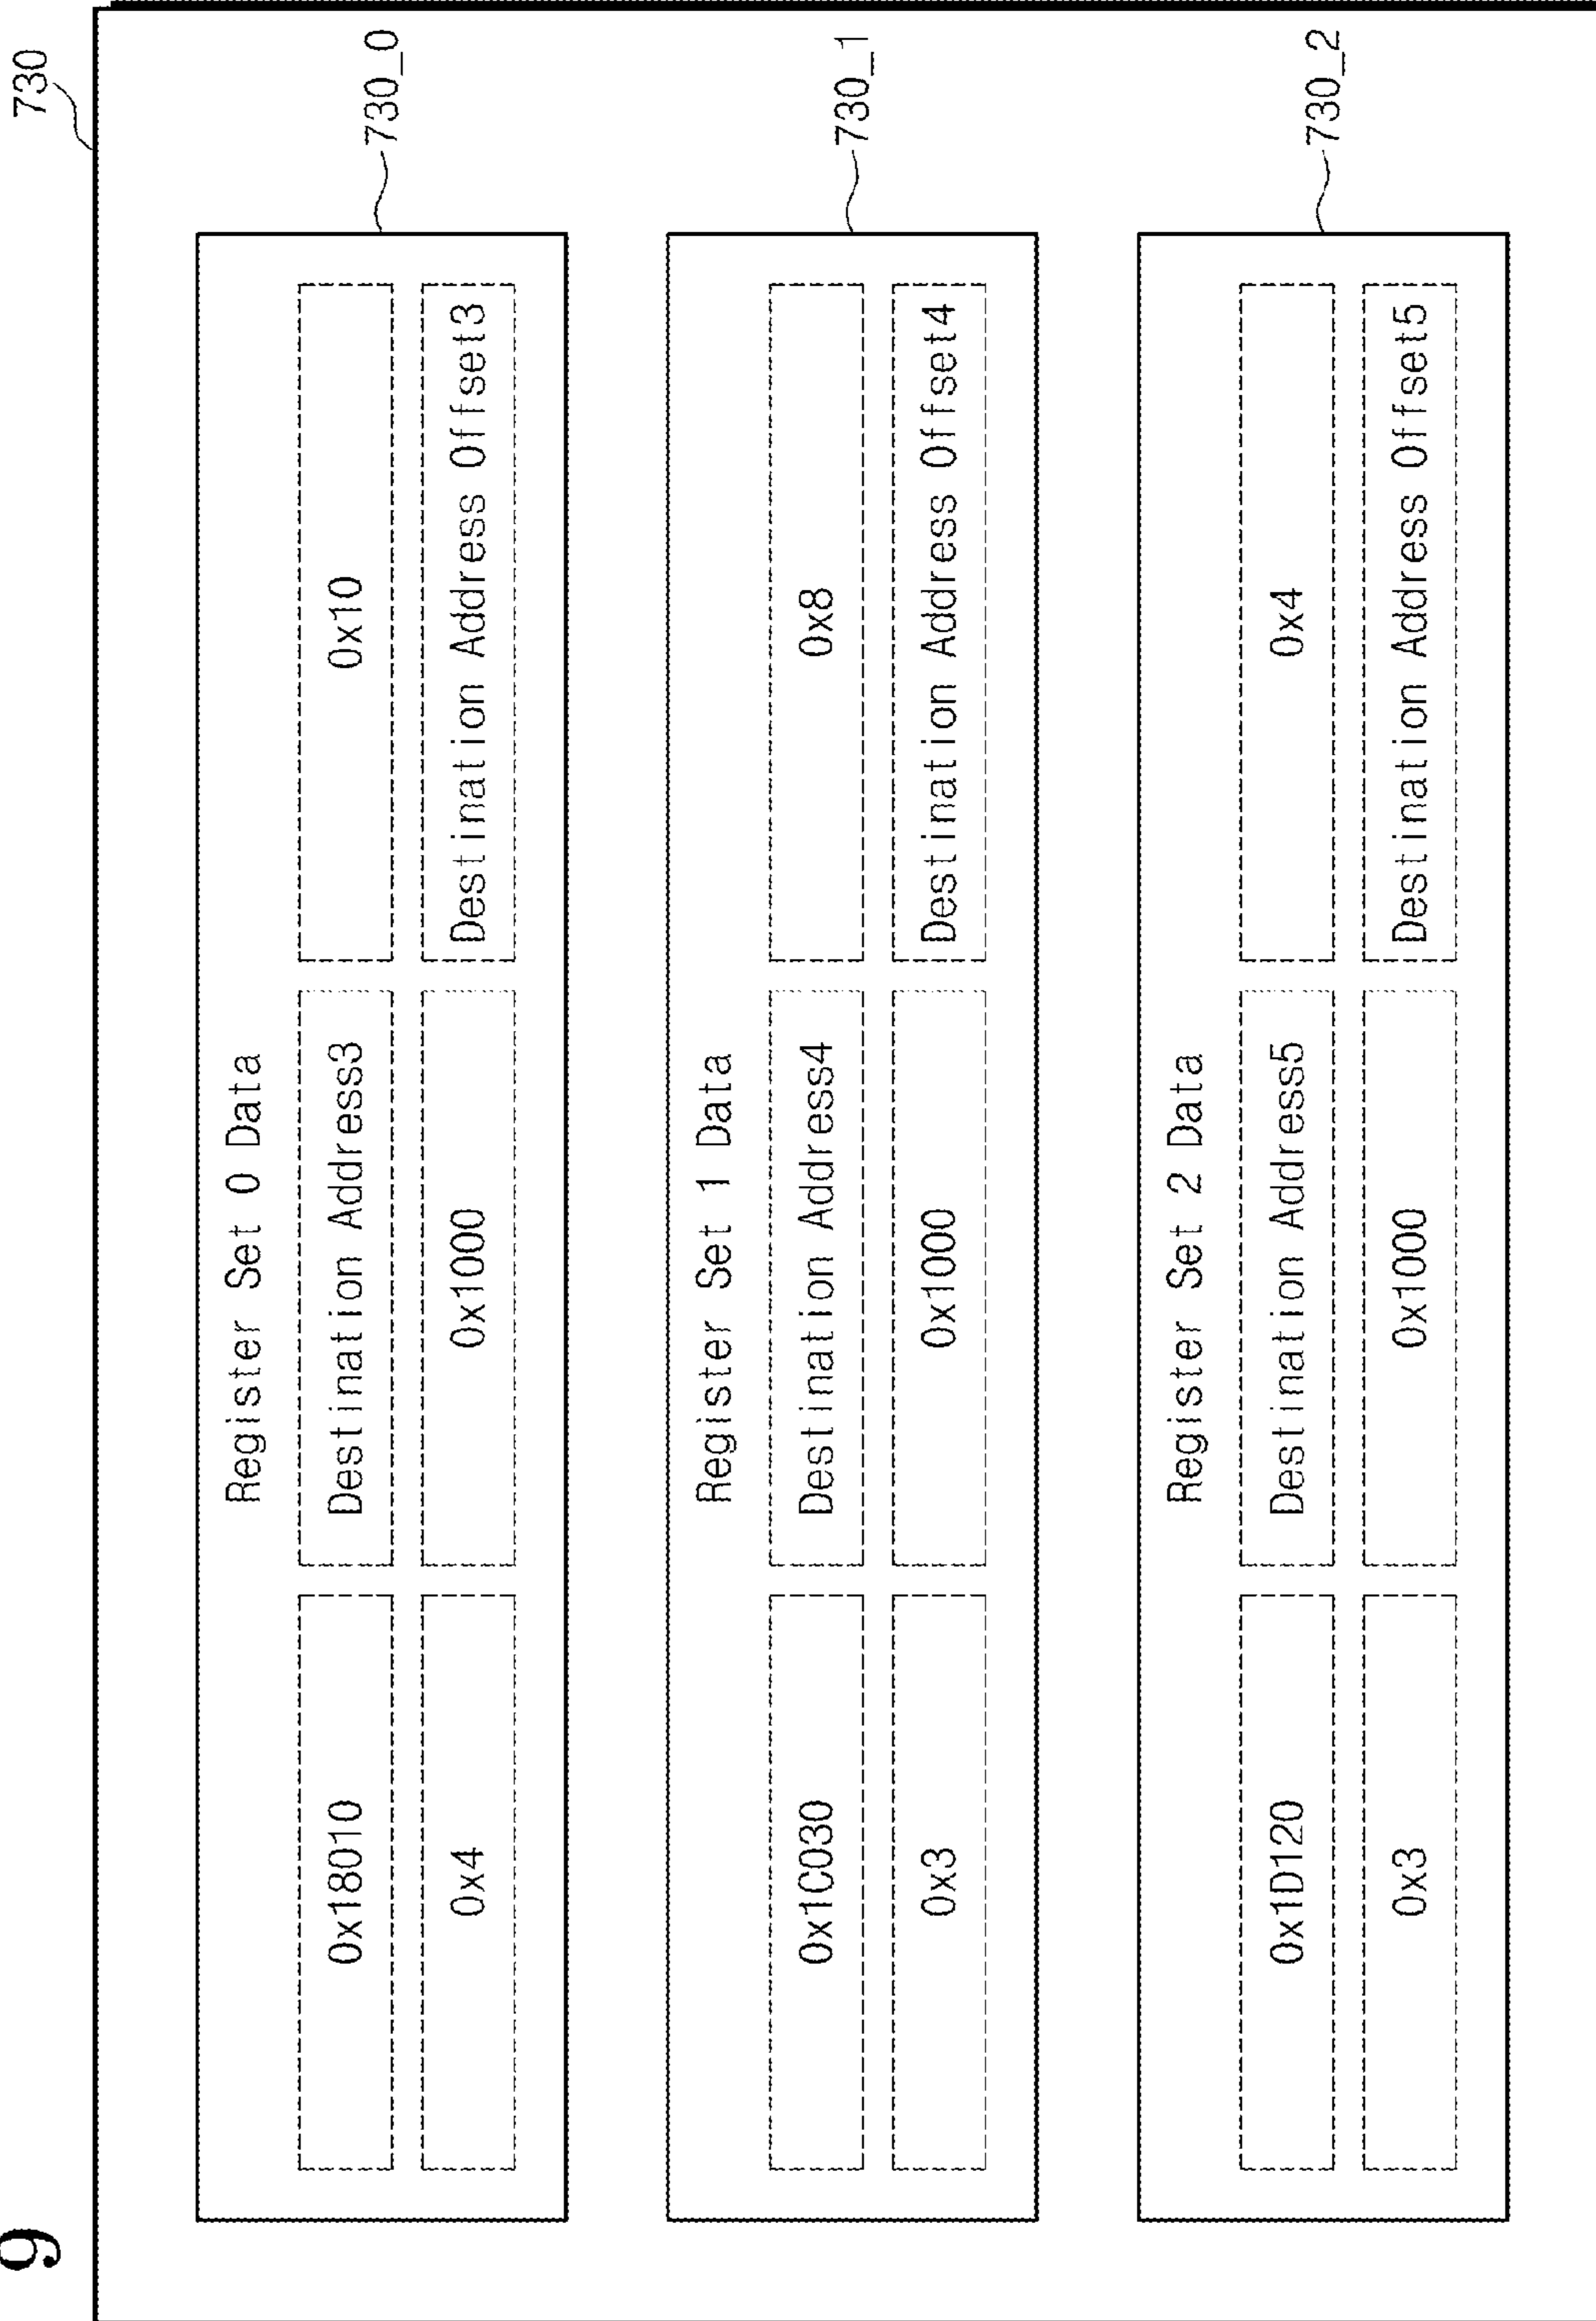 9
730
Register Set 0 Data
730_0
0x18010 Destination Address3 0x10
0x4 0x1000 Destination Address Offset3
Register Set 1 Data
730_1
0x1C030 Destination Address4 0x8
0x3 0x1000 Destination Address Offset4
Register Set 2 Data
730_2
0x1D120 Destination Address5 0x4
0x3 0x1000 Destination Address Offset5